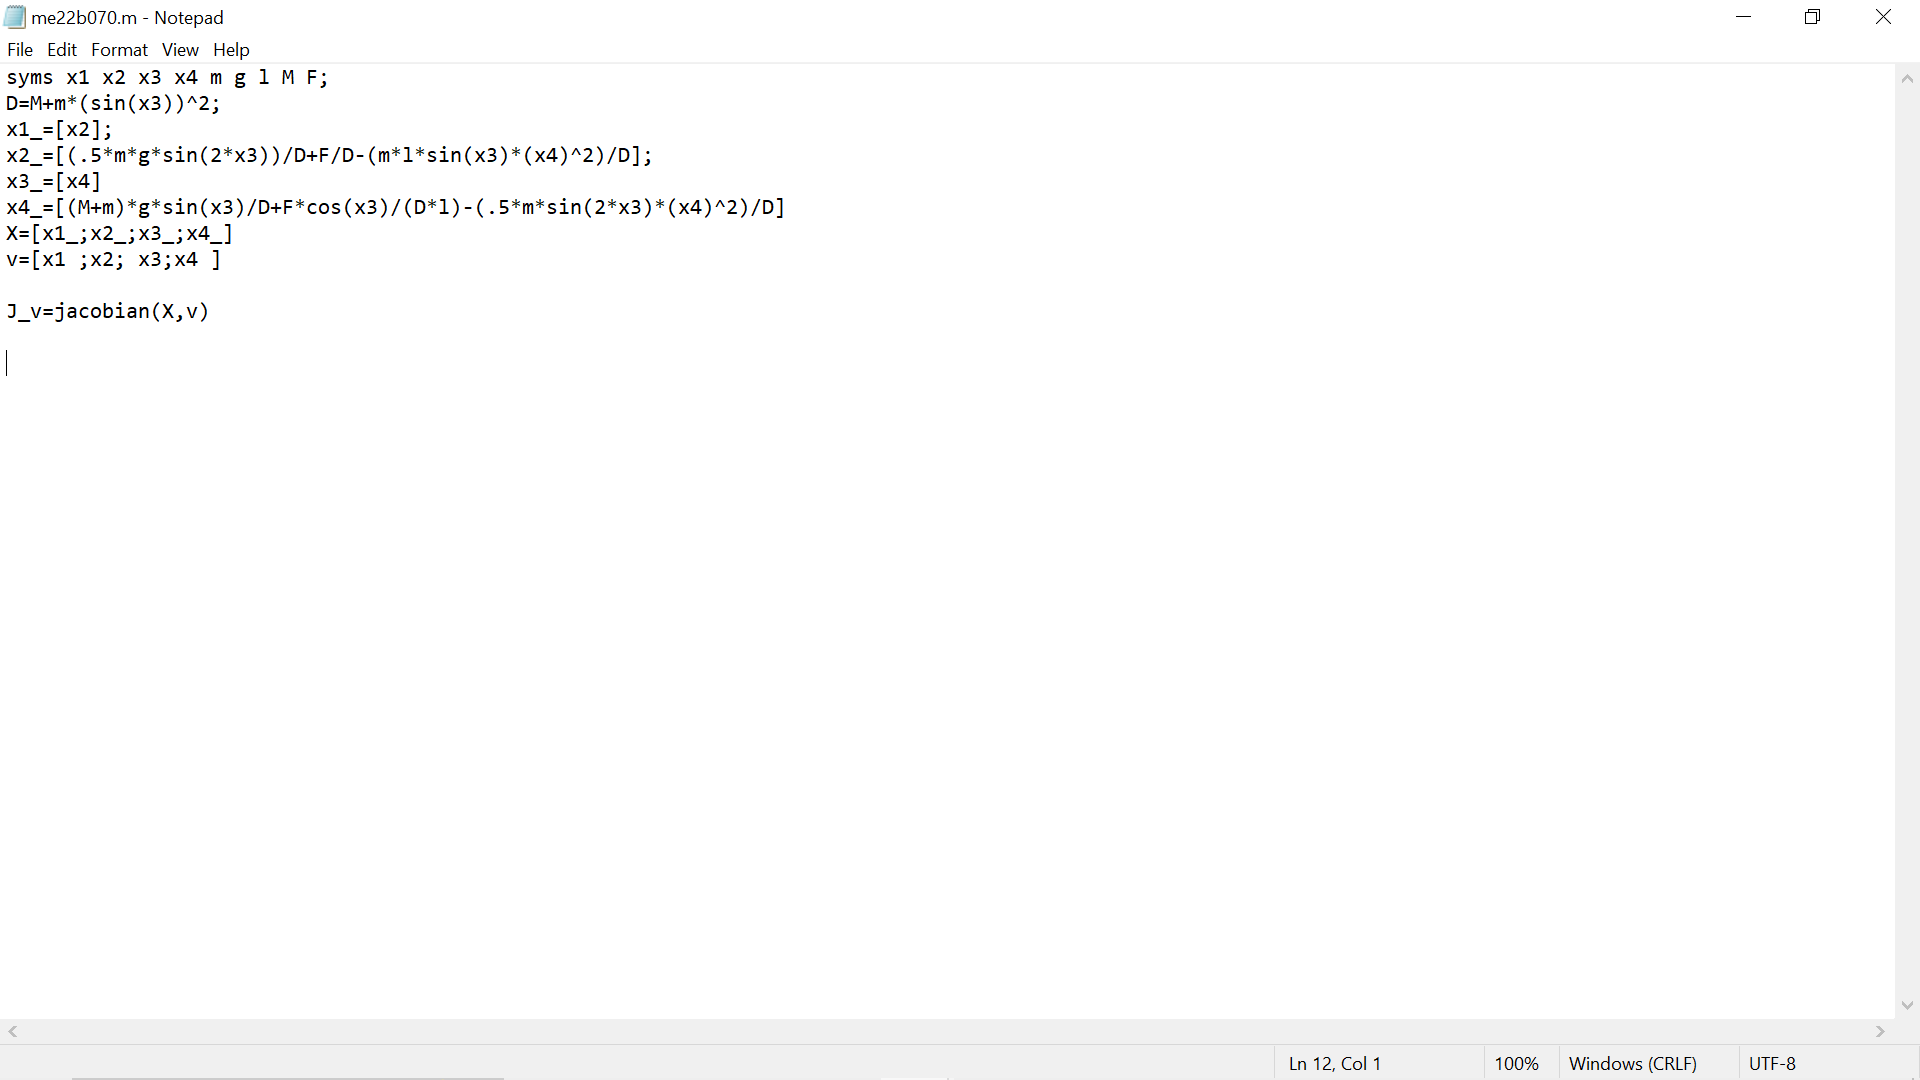 me22b070.m - Notepad
File Edit Format View Help
syms x1 x2 x3 x4 m g l M F;
D=M+m*(sin(x3))^2;
x1_=[x2];
x2_=[(.5*m*g*sin(2*x3))/D+F/D-(m*l*sin(x3)*(x4)^2)/D];
x3_=[x4]
x4_=[(M+m)*g*sin(x3)/D+F*cos(x3)/(D*l)-(.5*m*sin(2*x3)*(x4)^2)/D]
X=[x1_;x2_;x3_;x4_]
v=[x1 ;x2; x3;x4 ]
J_v=jacobian(X,v)
Ln 12, Col 1 100% Windows (CRLF) UTF-8